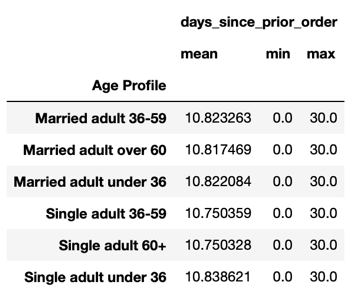 days_since_prior_order
mean min max
Age Profile
Married adult 36-59 10.823263 0.0 30.0
Married adult over 60 10.817469 0.0 30.0
Married adult under 36 10.822084 0.0 30.0
Single adult 36-59 10.750359 0.0 30.0
Single adult 60+ 10.750328 0.0 30.0
Single adult under 36 10.838621 0.0 30.0